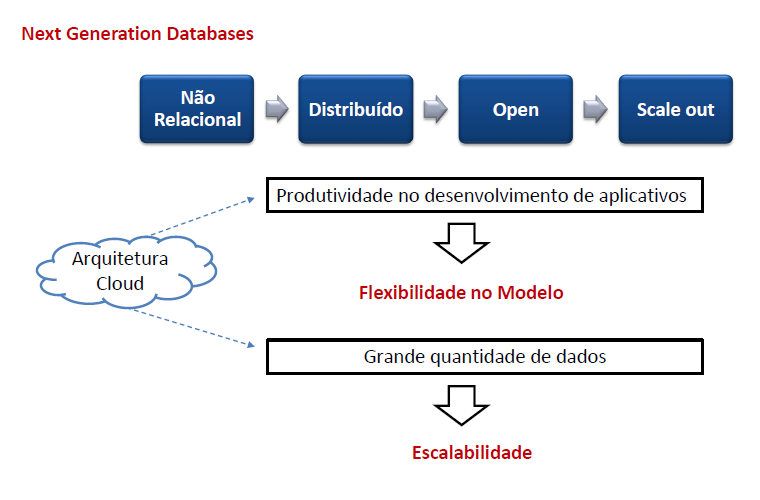 Next Generation Databases
Não
Relacional
Distribuído
Open
Scale out
Produtividade no desenvolvimento de aplicativos
Arquitetura
Cloud
Flexibilidade no Modelo
Grande quantidade de dados
Escalabilidade